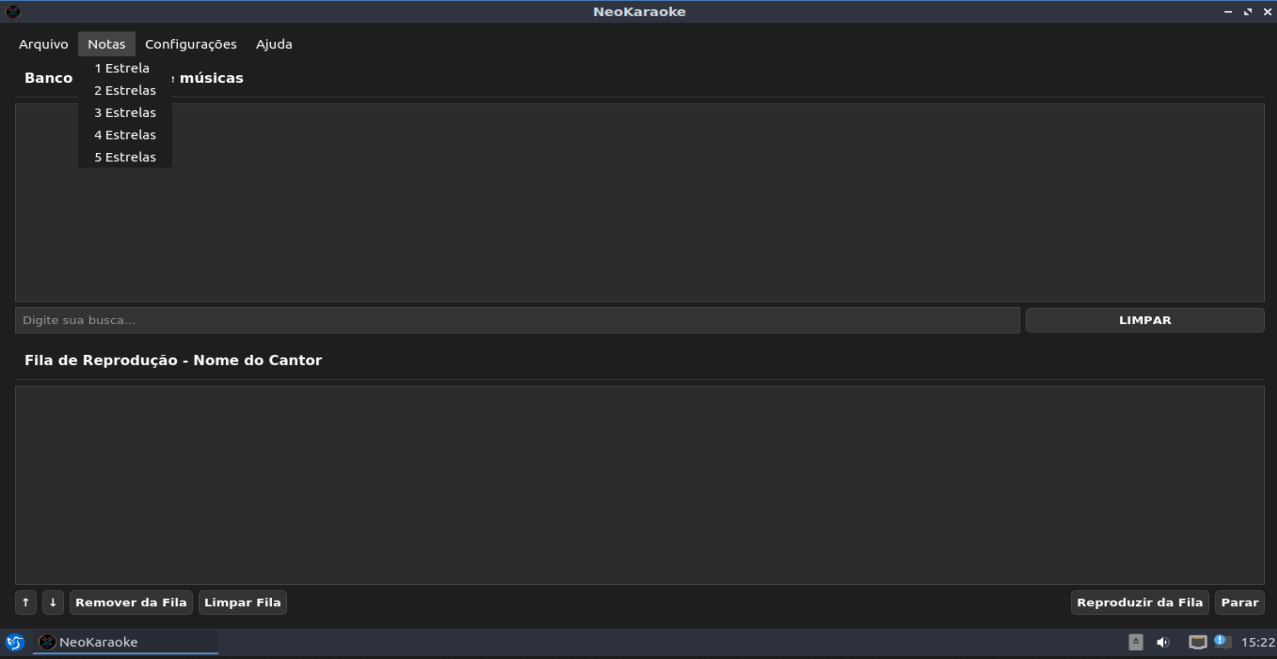 NeoKaraoke
Arquivo Notas Configurações Ajuda
1 Estrela
Banco e músicas
2 Estrelas
3 Estrelas
4 Estrelas
5 Estrelas
Digite sua busca...
LIMPAR
Fila de Reprodução - Nome do Cantor
↑ ↓ Remover da Fila Limpar Fila Reproduzir da Fila Parar
NeoKaraoke 15:22